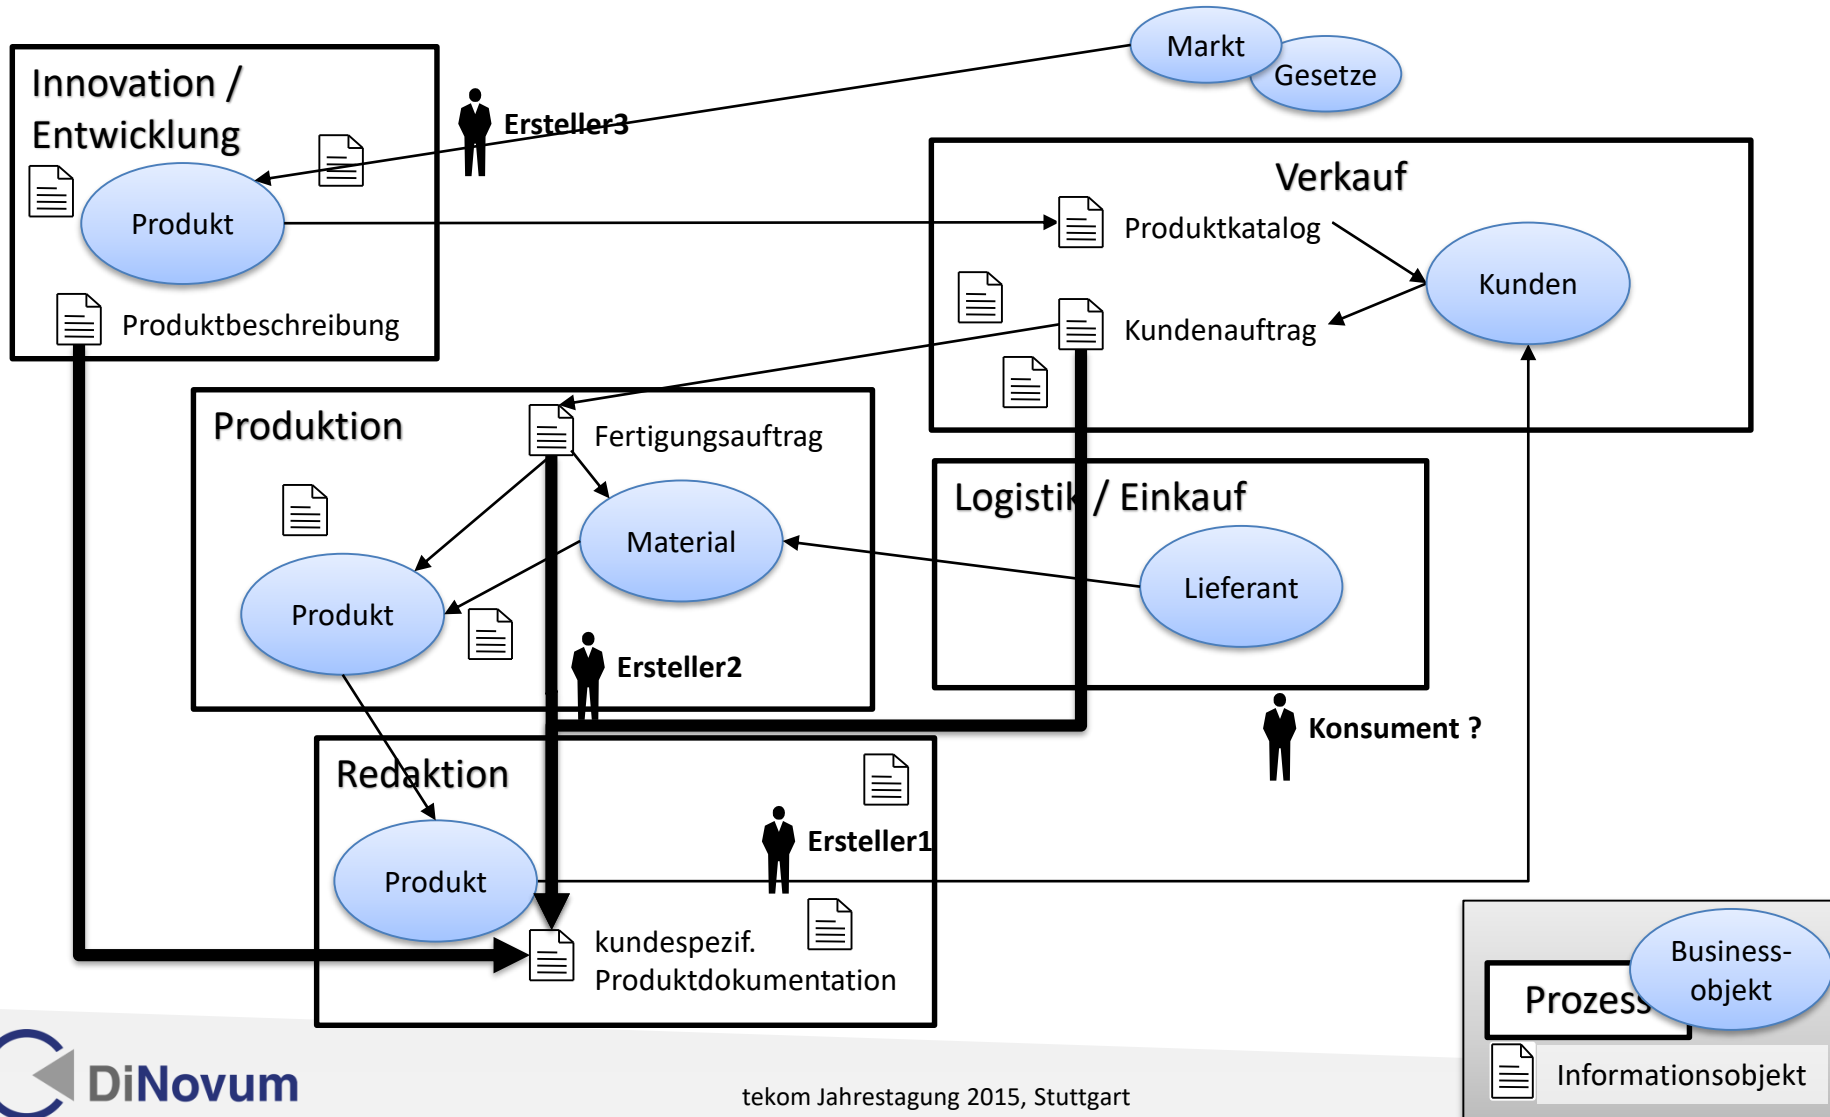 Markt
Gesetze
Innovation /
Entwicklung
Ersteller3
Verkauf
Produkt
Produktkatalog
Kunden
Produktbeschreibung
Kundenauftrag
Produktion
Fertigungsauftrag
Logistik / Einkauf
Material
Lieferant
Produkt
Ersteller2
Konsument ?
Redaktion
Ersteller1
Produkt
kundespezif.
Produktdokumentation
Business-
objekt
Prozess
Informationsobjekt
DiNovum
tekom Jahrestagung 2015, Stuttgart